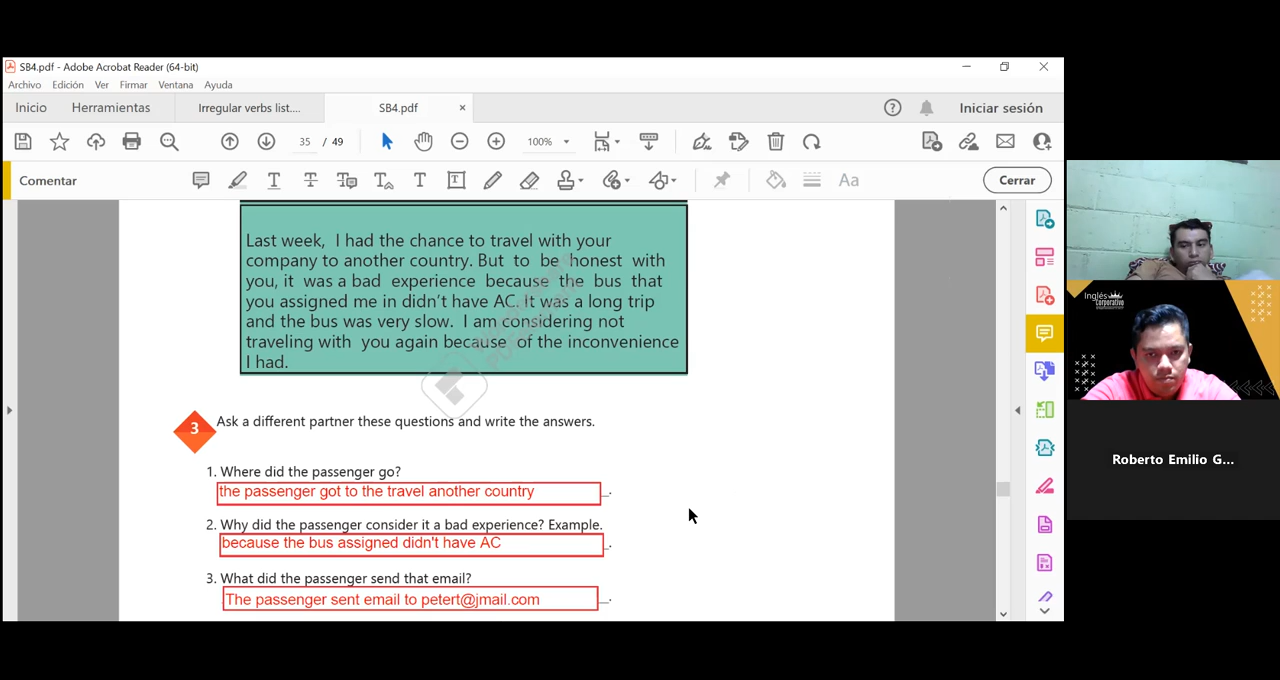 SB4.pdf - Adobe Acrobat Reader (64-bit)
Archivo Edición Ver Firmar Ventana Ayuda
Inicio Herramientas Irregular verbs list.... SB4.pdf × Iniciar sesión
35 / 49 100%
Comentar Aa Cerrar
Last week, I had the chance to travel with your
company to another country. But to be honest with
you, it was a bad experience because the bus that
you assigned me in didn't have AC. It was a long trip
and the bus was very slow. I am considering not
traveling with you again because of the inconvenience
I had.
3 Ask a different partner these questions and write the answers.
1. Where did the passenger go?
the passenger got to the travel another country
_.
2. Why did the passenger consider it a bad experience? Example.
because the bus assigned didn't have AC
_.
3. What did the passenger send that email?
The passenger sent email to petert@jmail.com
_.
Inglés
Corporativo
Roberto Emilio G...